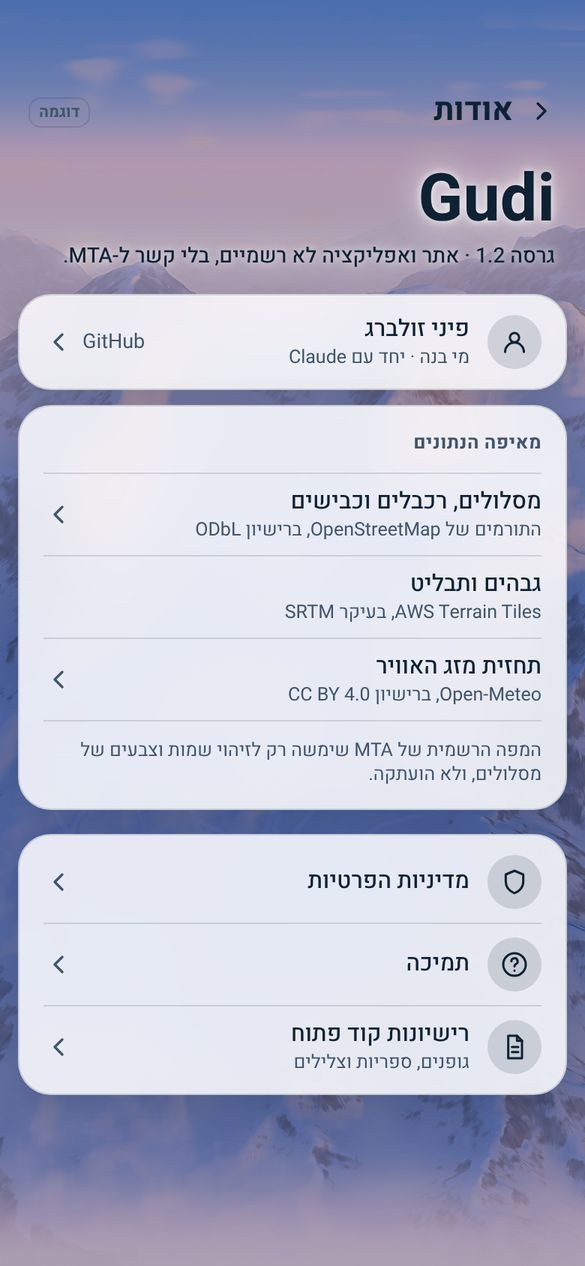 אודות
דוגמה
Gudi
גרסה 1.2 · אתר ואפליקציה לא רשמיים, בלי קשר ל-MTA.
פיני זולברג
מי בנה · יחד עם Claude
GitHub
מאיפה הנתונים
מסלולים, רכבלים וכבישים
התורמים של OpenStreetMap, ברישיון ODbL
גבהים ותבליט
AWS Terrain Tiles, בעיקר SRTM
תחזית מזג האוויר
Open-Meteo, ברישיון CC BY 4.0
המפה הרשמית של MTA שימשה רק לזיהוי שמות וצבעים של
מסלולים, ולא הועתקה.
מדיניות הפרטיות
תמיכה
רישיונות קוד פתוח
גופנים, ספריות וצלילים